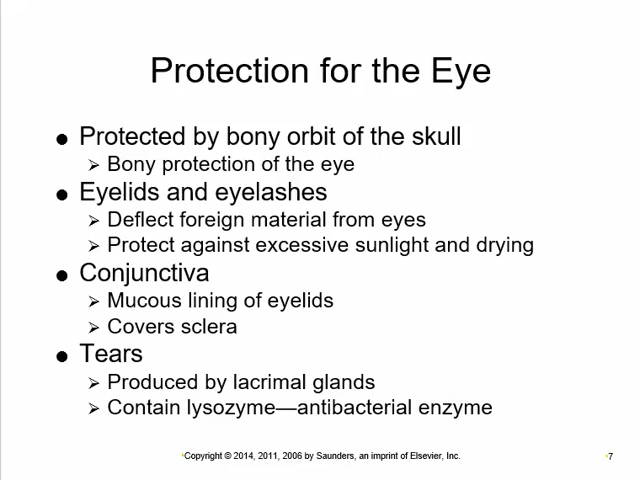 Protection for the Eye
● Protected by bony orbit of the skull
➢ Bony protection of the eye
● Eyelids and eyelashes
➢ Deflect foreign material from eyes
➢ Protect against excessive sunlight and drying
● Conjunctiva
➢ Mucous lining of eyelids
➢ Covers sclera
● Tears
➢ Produced by lacrimal glands
➢ Contain lysozyme—antibacterial enzyme
•Copyright © 2014, 2011, 2006 by Saunders, an imprint of Elsevier, Inc.
•7